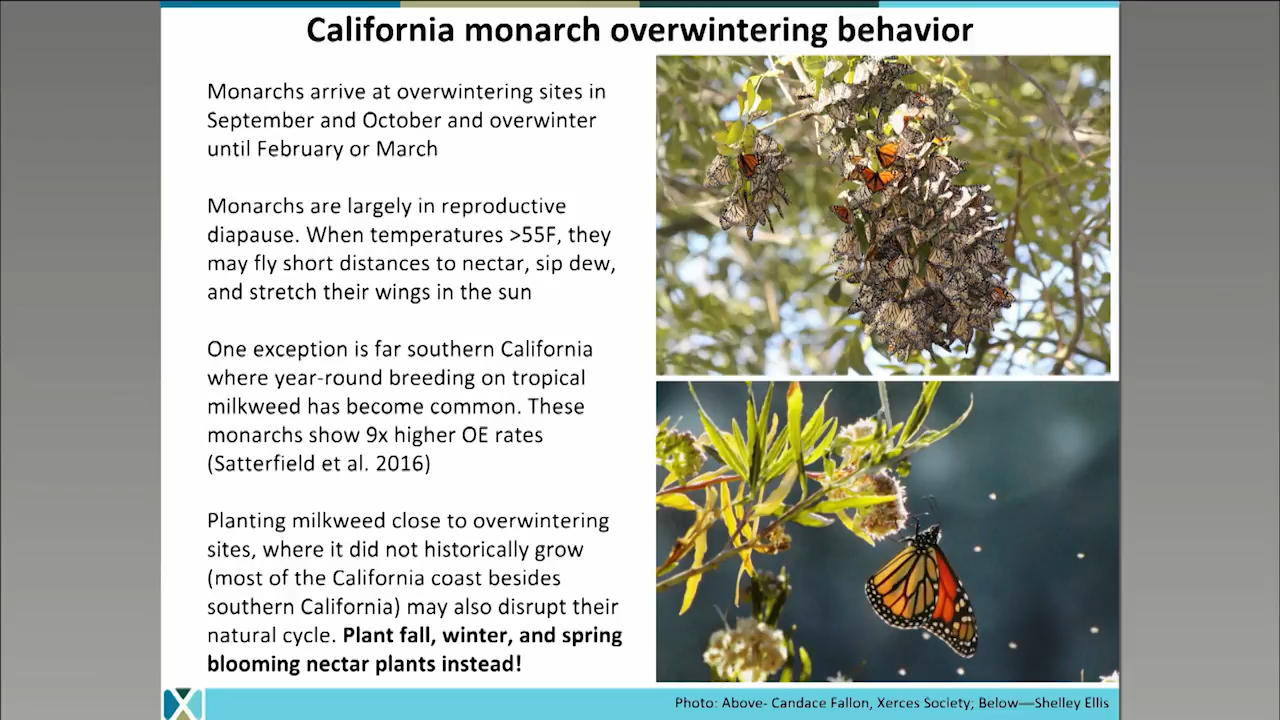 California monarch overwintering behavior
Monarchs arrive at overwintering sites in
September and October and overwinter
until February or March
Monarchs are largely in reproductive
diapause. When temperatures >55F, they
may fly short distances to nectar, sip dew,
and stretch their wings in the sun
One exception is far southern California
where year-round breeding on tropical
milkweed has become common. These
monarchs show 9x higher OE rates
(Satterfield et al. 2016)
Planting milkweed close to overwintering
sites, where it did not historically grow
(most of the California coast besides
southern California) may also disrupt their
natural cycle. Plant fall, winter, and spring
blooming nectar plants instead!
Photo: Above- Candace Fallon, Xerces Society; Below—Shelley Ellis